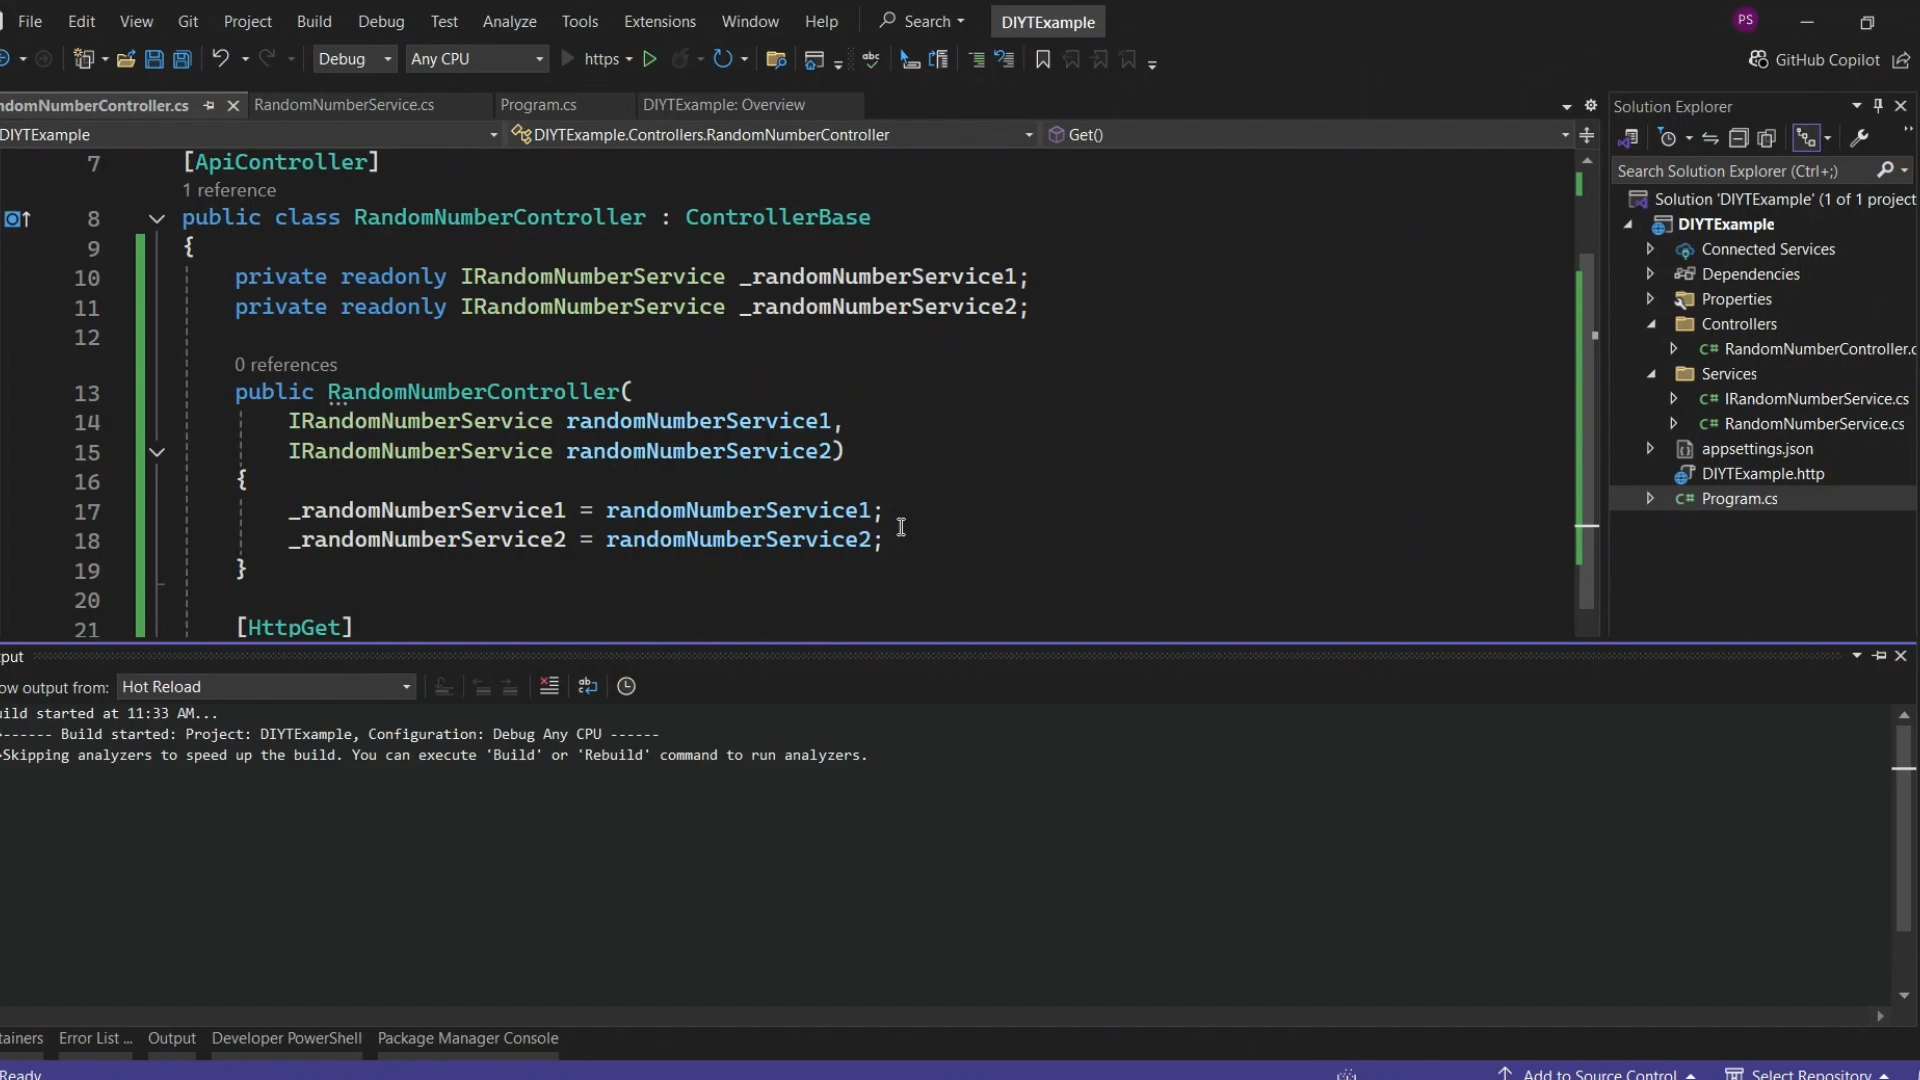 File Edit View Git Project Build Debug Test Analyze Tools Extensions Window Help Search DIYTExample PS
Debug Any CPU https GitHub Copilot
ndomNumberController.cs RandomNumberService.cs Program.cs DIYTExample: Overview
DIYTExample DIYTExample.Controllers.RandomNumberController Get()
7 [ApiController]
1 reference
8 public class RandomNumberController : ControllerBase
9 {
10 private readonly IRandomNumberService _randomNumberService1;
11 private readonly IRandomNumberService _randomNumberService2;
12
0 references
13 public RandomNumberController(
14 IRandomNumberService randomNumberService1,
15 IRandomNumberService randomNumberService2)
16 {
17 _randomNumberService1 = randomNumberService1;
18 _randomNumberService2 = randomNumberService2;
19 }
20
21 [HttpGet]
Solution Explorer
Search Solution Explorer (Ctrl+;)
Solution 'DIYTExample' (1 of 1 project
DIYTExample
Connected Services
Dependencies
Properties
Controllers
C# RandomNumberController.c
Services
C# IRandomNumberService.cs
C# RandomNumberService.cs
appsettings.json
DIYTExample.http
C# Program.cs
put
ow output from: Hot Reload
uild started at 11:33 AM...
------ Build started: Project: DIYTExample, Configuration: Debug Any CPU ------
>Skipping analyzers to speed up the build. You can execute 'Build' or 'Rebuild' command to run analyzers.
tainers Error List ... Output Developer PowerShell Package Manager Console
Ready Add to Source Control Select Repository